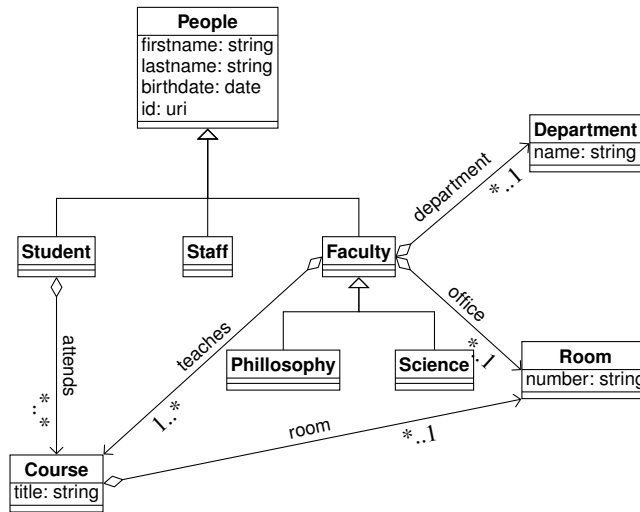 People
firstname: string
lastname: string
birthdate: date
id: uri
Department
name: string
department
*..1
Student
Staff
Faculty
office
*..1
attends
*..*
teaches
1..*
Phillosophy
Science
Room
number: string
room
*..1
Course
title: string